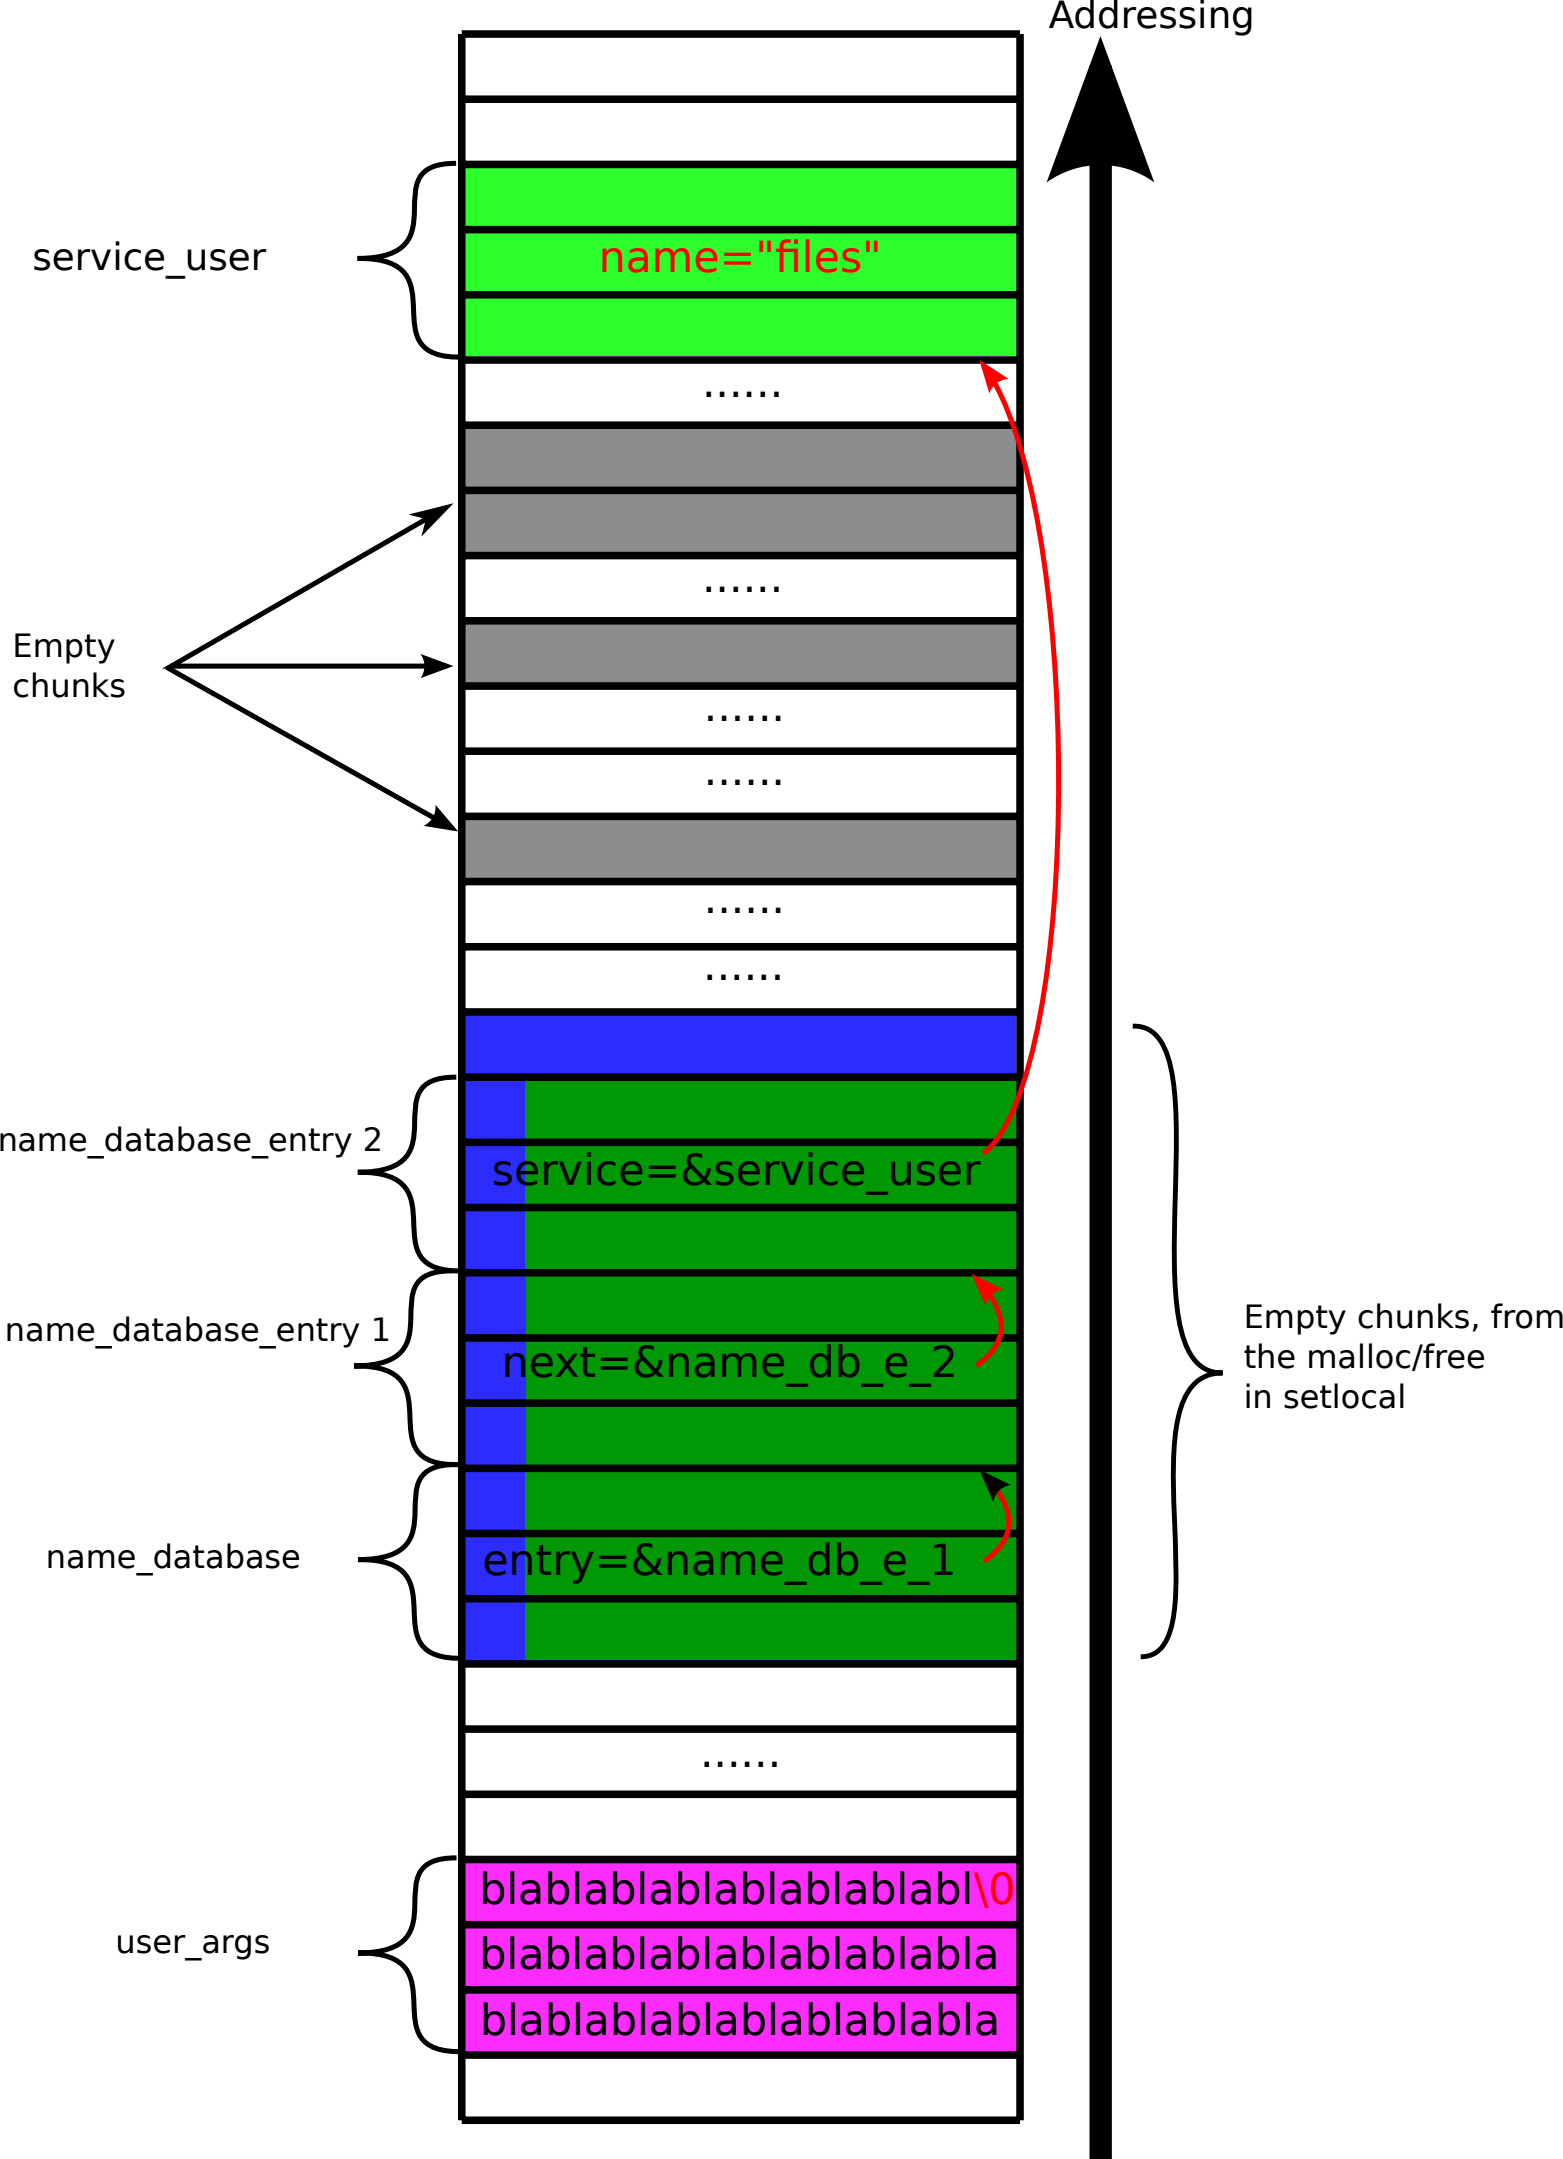 Addressing
service_user
name="files"
......
......
Empty
chunks
......
......
......
......
name_database_entry 2
service=&service_user
name_database_entry 1
next=&name_db_e_2
Empty chunks, from
the malloc/free
in setlocal
name_database
entry=&name_db_e_1
......
blablablablablablablabl\0
user_args
blablablablablablablabla
blablablablablablablabla